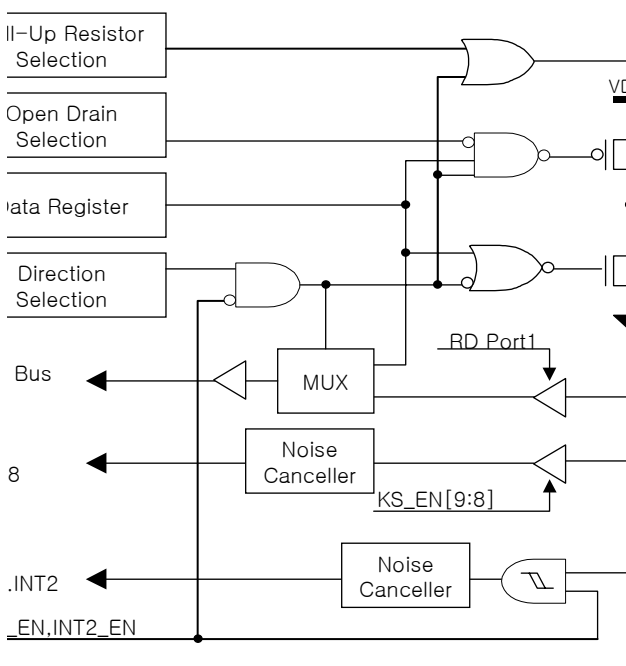 ll-Up Resistor
Selection
VD
Open Drain
Selection
ata Register
Direction
Selection
RD Port1
Bus
MUX
Noise
Canceller
8
KS_EN[9:8]
Noise
Canceller
.INT2
_EN,INT2_EN